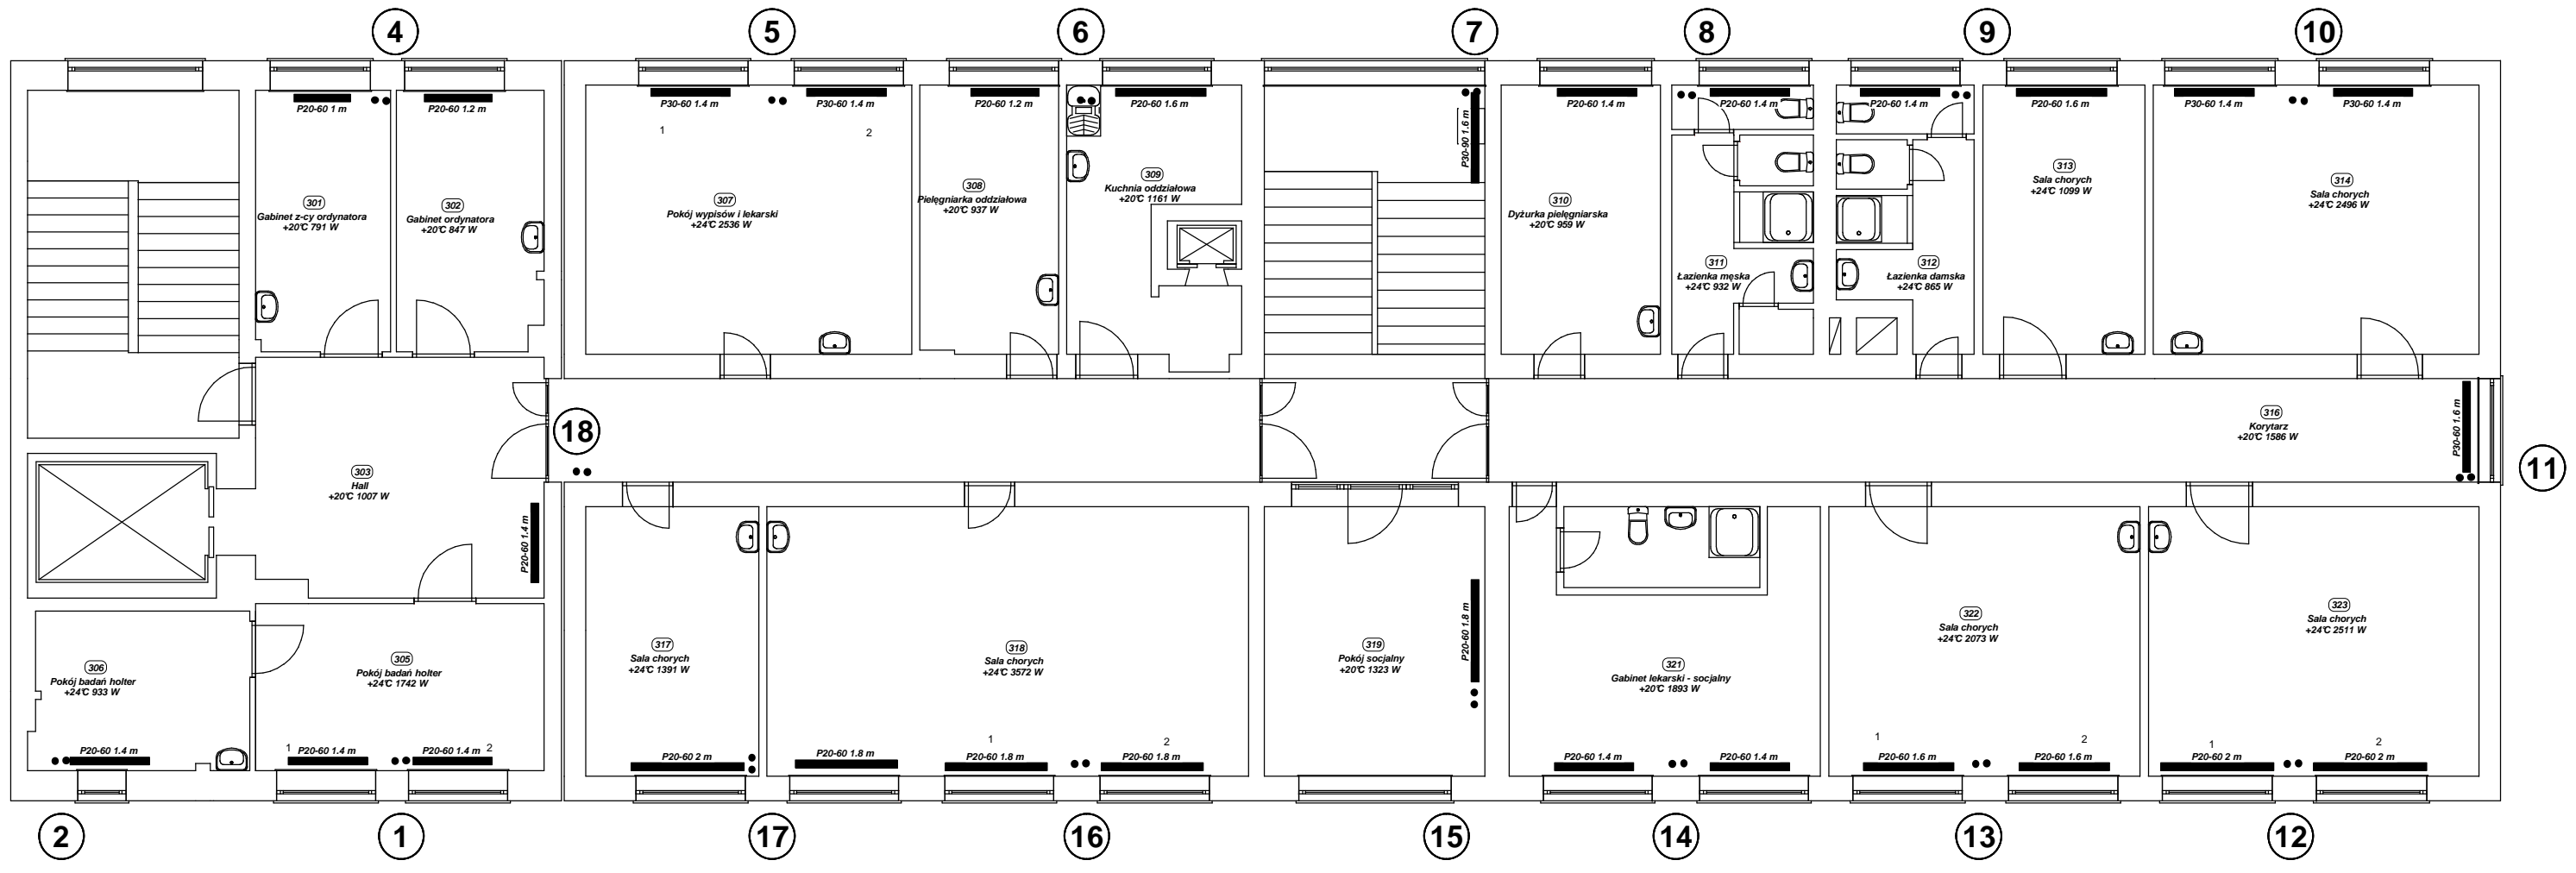 4
5
6
7
8
9
10
P20-60 1 m
P20-60 1.2 m
P30-60 1.4 m
P30-60 1.4 m
P20-60 1.2 m
P20-60 1.6 m
P30-90 1.6 m
P20-60 1.4 m
P20-60 1.4 m
P20-60 1.4 m
P20-60 1.6 m
P30-60 1.4 m
P30-60 1.4 m
1
2
301
Gabinet z-cy ordynatora
+20°C 791 W
302
Gabinet ordynatora
+20°C 847 W
307
Pokój wypisów i lekarski
+24°C 2536 W
308
Pielęgniarka oddziałowa
+20°C 937 W
309
Kuchnia oddziałowa
+20°C 1161 W
310
Dyżurka pielęgniarska
+20°C 959 W
311
Łazienka męska
+24°C 932 W
312
Łazienka damska
+24°C 865 W
313
Sala chorych
+24°C 1099 W
314
Sala chorych
+24°C 2496 W
18
303
Hall
+20°C 1007 W
P20-60 1.4 m
316
Korytarz
+20°C 1586 W
P30-60 1.6 m
11
306
Pokój badań holter
+24°C 933 W
305
Pokój badań holter
+24°C 1742 W
317
Sala chorych
+24°C 1391 W
318
Sala chorych
+24°C 3572 W
319
Pokój socjalny
+20°C 1323 W
P20-60 1.8 m
321
Gabinet lekarski - socjalny
+20°C 1893 W
322
Sala chorych
+24°C 2073 W
323
Sala chorych
+24°C 2511 W
1
2
1
2
1
2
1
2
P20-60 1.4 m
P20-60 1.4 m
P20-60 1.4 m
P20-60 2 m
P20-60 1.8 m
P20-60 1.8 m
P20-60 1.8 m
P20-60 1.4 m
P20-60 1.4 m
P20-60 1.6 m
P20-60 1.6 m
P20-60 2 m
P20-60 2 m
2
1
17
16
15
14
13
12